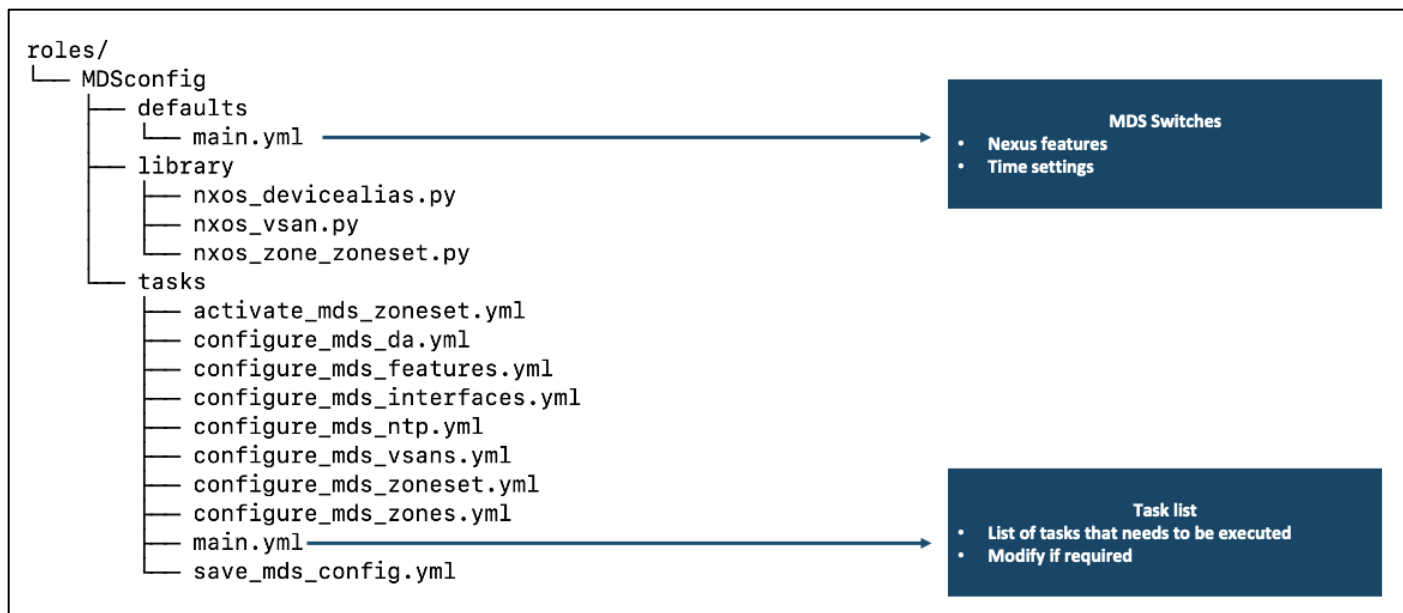 roles/
└── MDSconfig
    ├── defaults
    │   └── main.yml
    ├── library
    │   ├── nxos_devicealias.py
    │   ├── nxos_vsan.py
    │   └── nxos_zone_zoneset.py
    └── tasks
        ├── activate_mds_zoneset.yml
        ├── configure_mds_da.yml
        ├── configure_mds_features.yml
        ├── configure_mds_interfaces.yml
        ├── configure_mds_ntp.yml
        ├── configure_mds_vsans.yml
        ├── configure_mds_zoneset.yml
        ├── configure_mds_zones.yml
        ├── main.yml
        └── save_mds_config.yml
MDS Switches
• Nexus features
• Time settings
Task list
• List of tasks that needs to be executed
• Modify if required